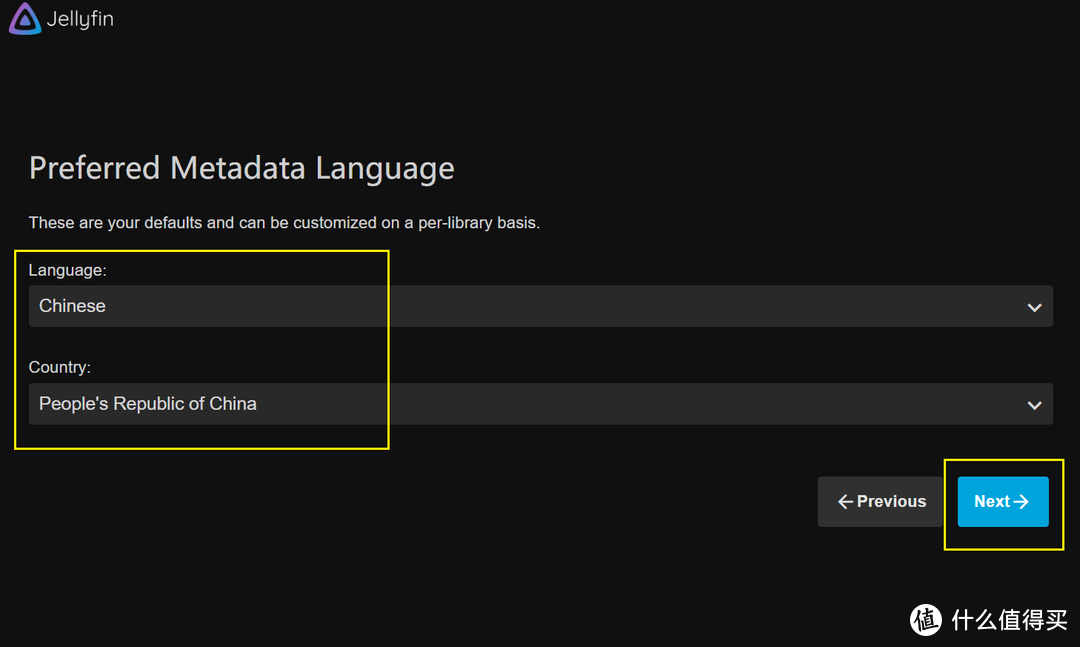 Jellyfin
Preferred Metadata Language
These are your defaults and can be customized on a per-library basis.
Language:
Chinese
Country:
People's Republic of China
←Previous
Next→
值 什么值得买